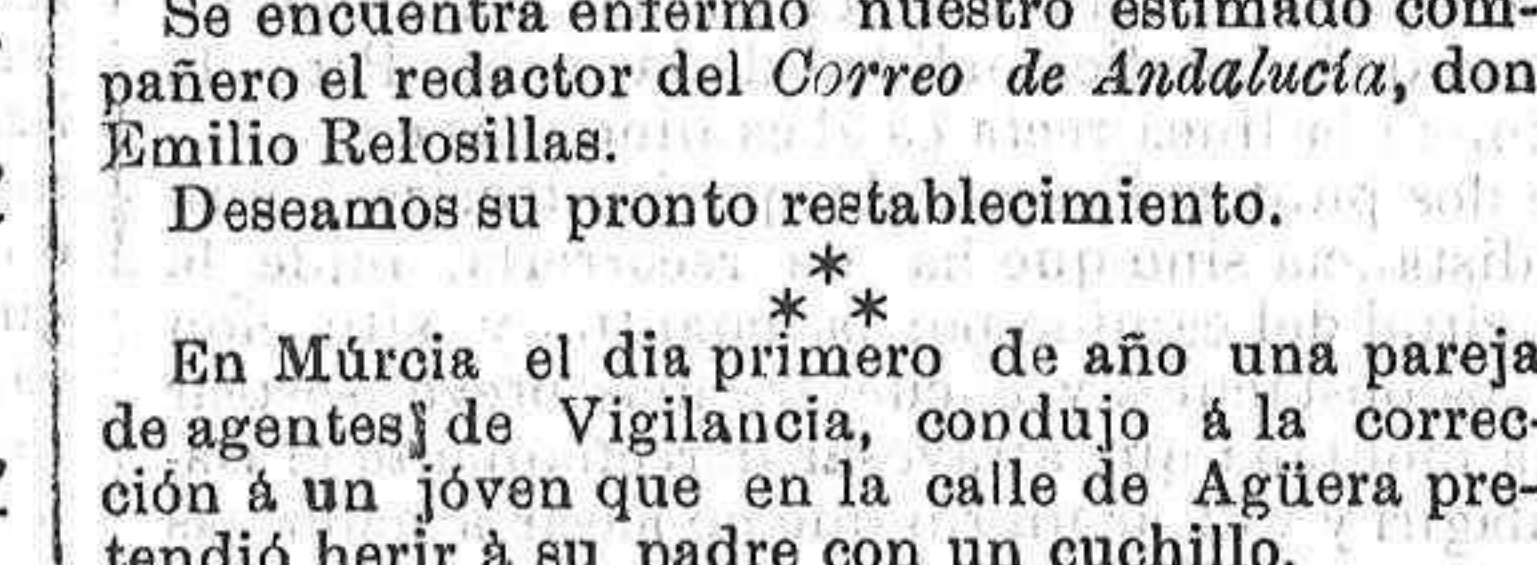 Se encuentra enfermo nuestro estimado com-
pañero el redactor del Correo de Andalucía, don
Emilio Relosillas.
Deseamos su pronto restablecimiento.
*
* *
En Múrcia el dia primero de año una pareja
de agentes de Vigilancia, condujo á la correc-
ción á un jóven que en la calle de Agüera pre-
tendió herir à su padre con un cuchillo.